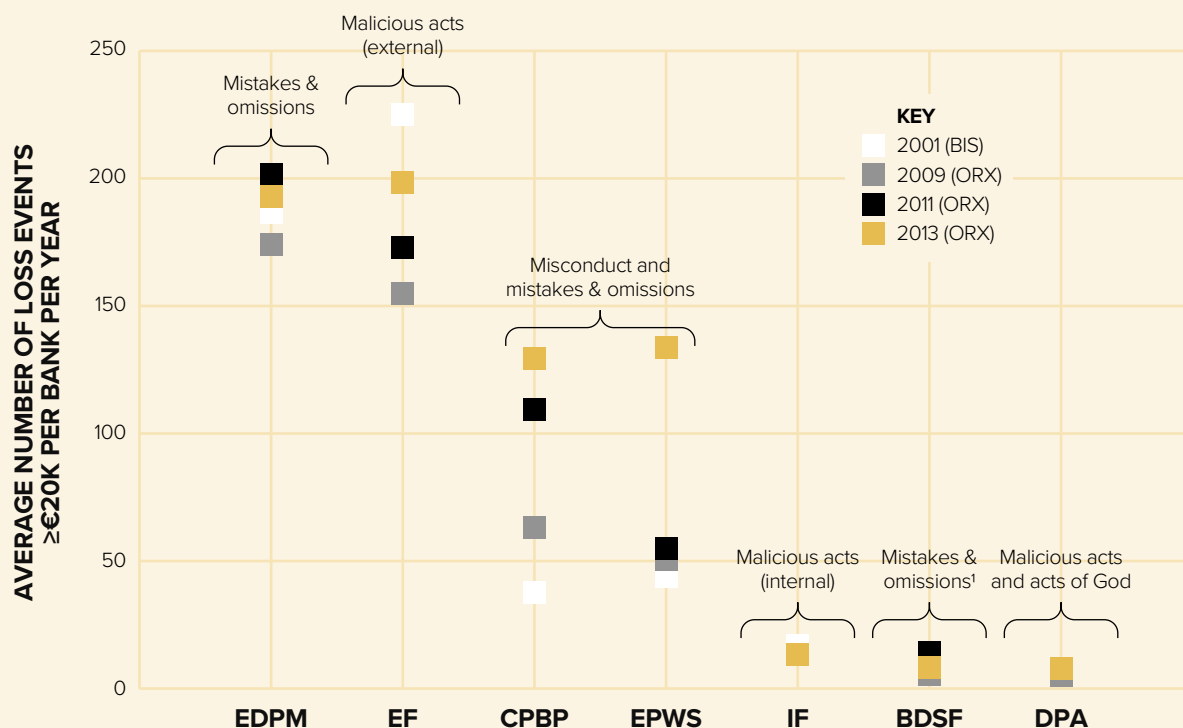 AVERAGE NUMBER OF LOSS EVENTS
≥€20K PER BANK PER YEAR
250
200
150
100
50
0
Mistakes &
omissions
Malicious acts
(external)
Misconduct and
mistakes & omissions
Malicious acts
(internal)
Mistakes &
omissions¹
Malicious acts
and acts of God
KEY
2001 (BIS)
2009 (ORX)
2011 (ORX)
2013 (ORX)
EDPM
EF
CPBP
EPWS
IF
BDSF
DPA